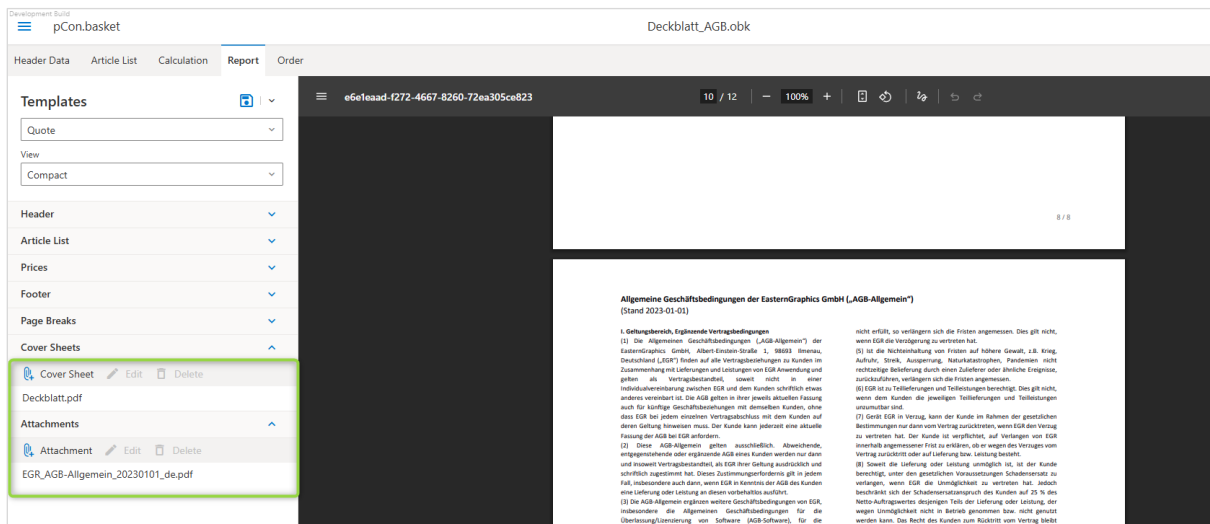 Development Build
pCon.basket
Deckblatt_AGB.obk
Header Data Article List Calculation Report Order
Templates
Quote
View
Compact
Header
Article List
Prices
Footer
Page Breaks
Cover Sheets
Cover Sheet Edit Delete
Deckblatt.pdf
Attachments
Attachment Edit Delete
EGR_AGB-Allgemein_20230101_de.pdf
e6e1eaad-f272-4667-8260-72ea305ce823
10 / 12 100%
8 / 8
Allgemeine Geschäftsbedingungen der EasternGraphics GmbH („AGB-Allgemein“)
(Stand 2023-01-01)
I. Geltungsbereich, Ergänzende Vertragsbedingungen
(1) Die Allgemeinen Geschäftsbedingungen („AGB-Allgemein“) der
EasternGraphics GmbH, Albert-Einstein-Straße 1, 98693 Ilmenau,
Deutschland („EGR“) finden auf alle Vertragsbeziehungen zu Kunden im
Zusammenhang mit Lieferungen und Leistungen von EGR Anwendung und
gelten als Vertragsbestandteil, soweit nicht in einer
Individualvereinbarung zwischen EGR und dem Kunden schriftlich etwas
anderes vereinbart ist. Die AGB gelten in ihrer jeweils aktuellen Fassung
auch für künftige Geschäftsbeziehungen mit demselben Kunden, ohne
dass EGR bei jedem einzelnen Vertragsabschluss mit dem Kunden auf
deren Geltung hinweisen muss. Der Kunde kann jederzeit eine aktuelle
Fassung der AGB bei EGR anfordern.
(2) Diese AGB-Allgemein gelten ausschließlich. Abweichende,
entgegenstehende oder ergänzende AGB eines Kunden werden nur dann
und insoweit Vertragsbestandteil, als EGR ihrer Geltung ausdrücklich und
schriftlich zugestimmt hat. Dieses Zustimmungserfordernis gilt in jedem
Fall, insbesondere auch dann, wenn EGR in Kenntnis der AGB des Kunden
eine Lieferung oder Leistung an diesen vorbehaltlos ausführt.
(3) Die AGB-Allgemein ergänzen weitere Geschäftsbedingungen von EGR,
insbesondere die Allgemeinen Geschäftsbedingungen für die
Überlassung/Lizenzierung von Software (AGB-Software), für die
nicht erfüllt, so verlängern sich die Fristen angemessen. Dies gilt nicht,
wenn EGR die Verzögerung zu vertreten hat.
(5) Ist die Nichteinhaltung von Fristen auf höhere Gewalt, z.B. Krieg,
Aufruhr, Streik, Aussperrung, Naturkatastrophen, Pandemien nicht
rechtzeitige Belieferung durch einen Zulieferer oder ähnliche Ereignisse,
zurückzuführen, verlängern sich die Fristen angemessen.
(6) EGR ist zu Teillieferungen und Teilleistungen berechtigt. Dies gilt nicht,
wenn dem Kunden die jeweiligen Teillieferungen und Teilleistungen
unzumutbar sind.
(7) Gerät EGR in Verzug, kann der Kunde im Rahmen der gesetzlichen
Bestimmungen nur dann vom Vertrag zurücktreten, wenn EGR den Verzug
zu vertreten hat. Der Kunde ist verpflichtet, auf Verlangen von EGR
innerhalb angemessener Frist zu erklären, ob er wegen des Verzuges vom
Vertrag zurücktritt oder auf Lieferung bzw. Leistung besteht.
(8) Soweit die Lieferung oder Leistung unmöglich ist, ist der Kunde
berechtigt, unter den gesetzlichen Voraussetzungen Schadensersatz zu
verlangen, wenn EGR die Unmöglichkeit zu vertreten hat. Jedoch
beschränkt sich der Schadensersatzanspruch des Kunden auf 25 % des
Netto-Auftragswertes desjenigen Teils der Lieferung oder Leistung, der
wegen Unmöglichkeit nicht in Betrieb genommen bzw. nicht genutzt
werden kann. Das Recht des Kunden zum Rücktritt vom Vertrag bleibt